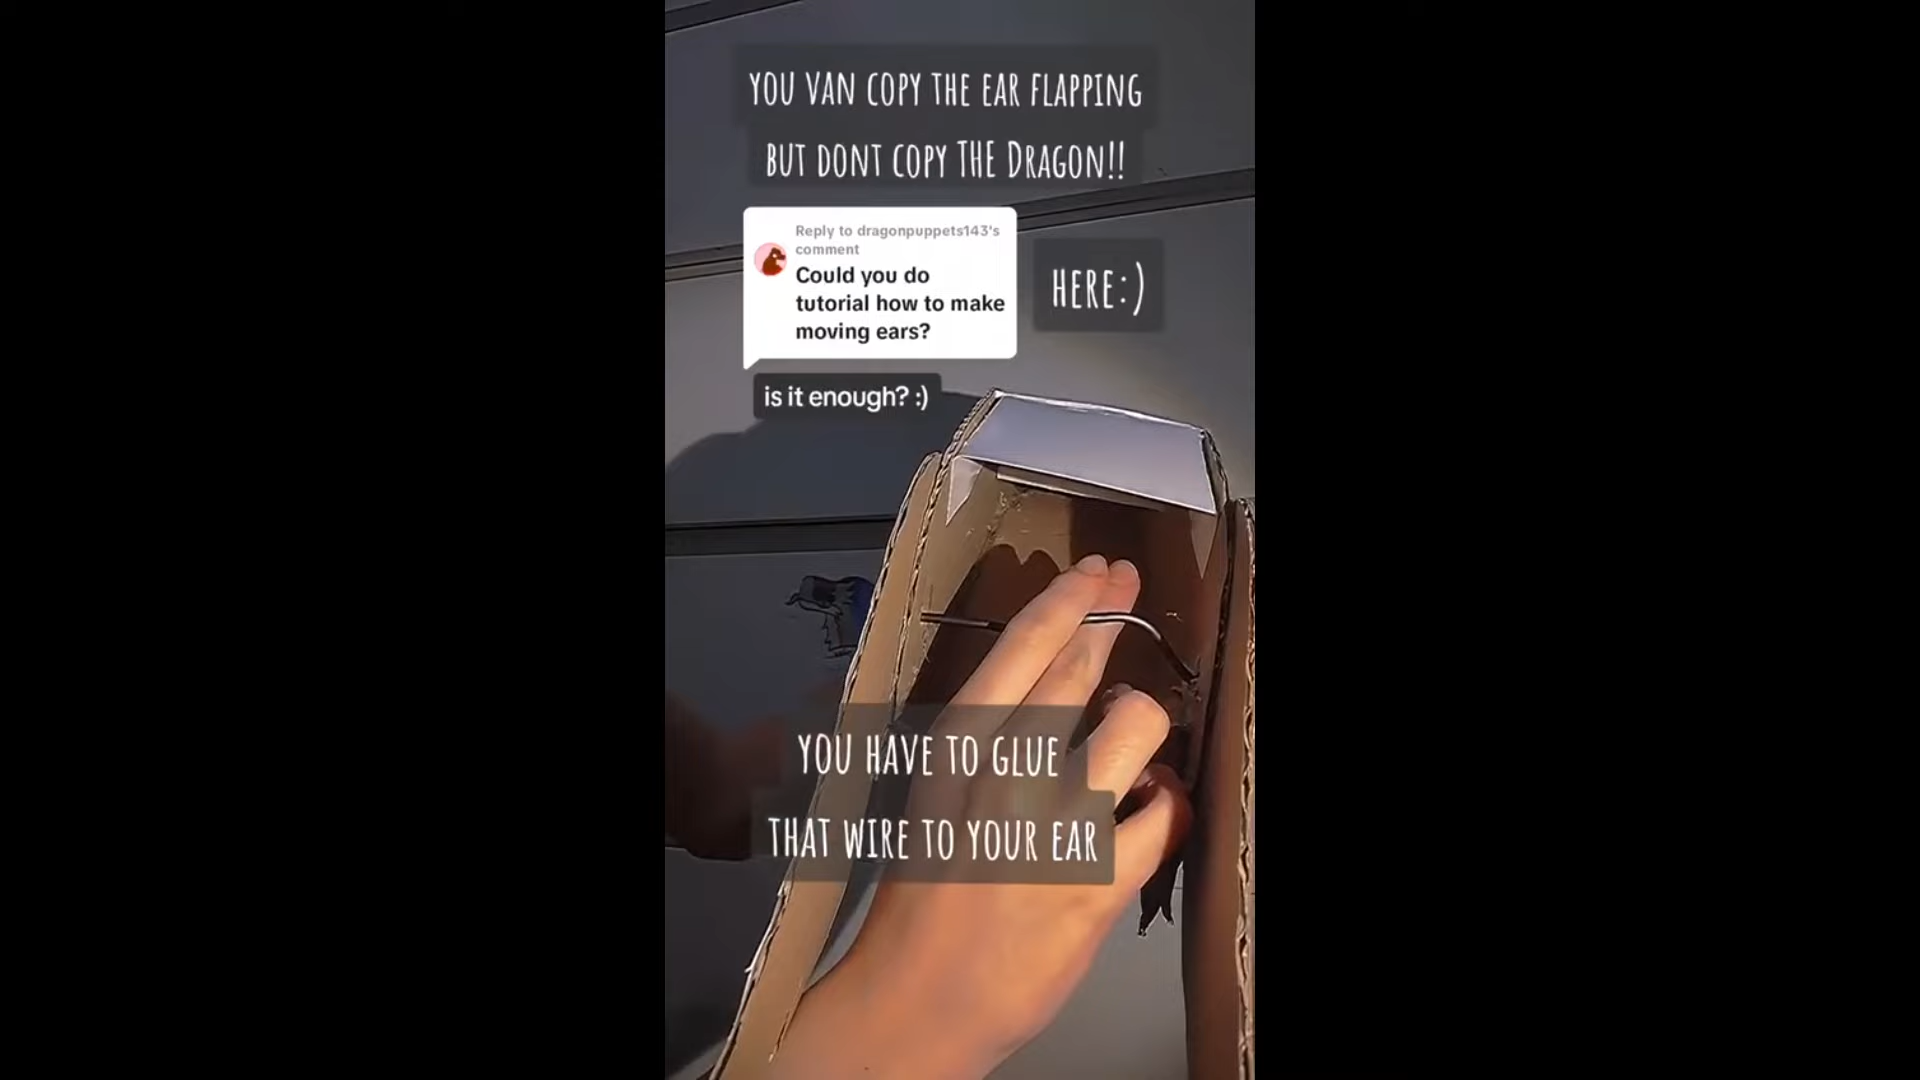 YOU VAN COPY THE EAR FLAPPING
BUT DONT COPY THE DRAGON!!
Reply to dragonpuppets143's
comment
Could you do
tutorial how to make
moving ears?
HERE:)
is it enough? :)
YOU HAVE TO GLUE
THAT WIRE TO YOUR EAR